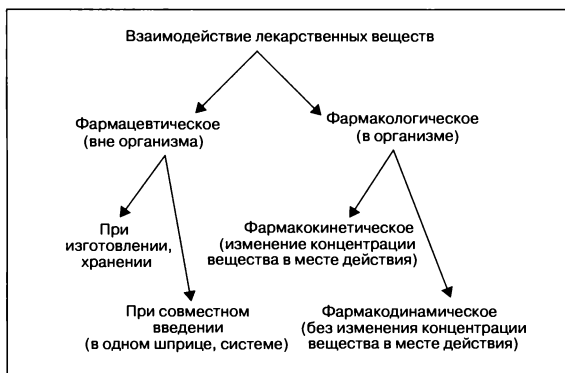 Взаимодействие лекарственных веществ
Фармацевтическое
(вне организма)
Фармакологическое
(в организме)
При
изготовлении,
хранении
Фармакокинетическое
(изменение концентрации
вещества в месте действия)
При совместном
введении
(в одном шприце, системе)
Фармакодинамическое
(без изменения концентрации
вещества в месте действия)